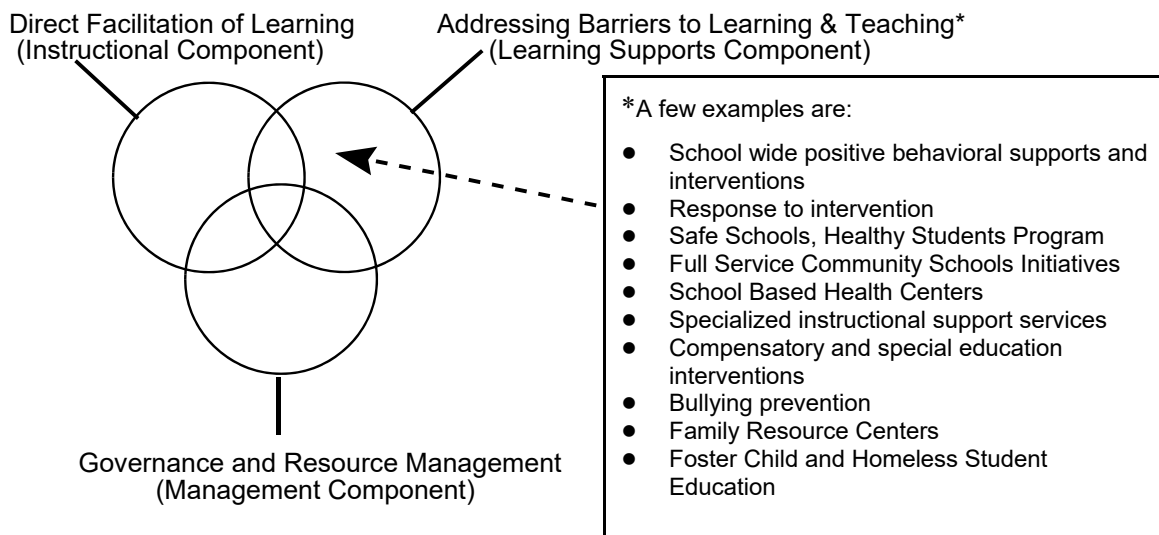 Direct Facilitation of Learning
(Instructional Component)
Addressing Barriers to Learning & Teaching*
(Learning Supports Component)
*A few examples are:
● School wide positive behavioral supports and
interventions
● Response to intervention
● Safe Schools, Healthy Students Program
● Full Service Community Schools Initiatives
● School Based Health Centers
● Specialized instructional support services
● Compensatory and special education
interventions
● Bullying prevention
● Family Resource Centers
● Foster Child and Homeless Student
Education
Governance and Resource Management
(Management Component)